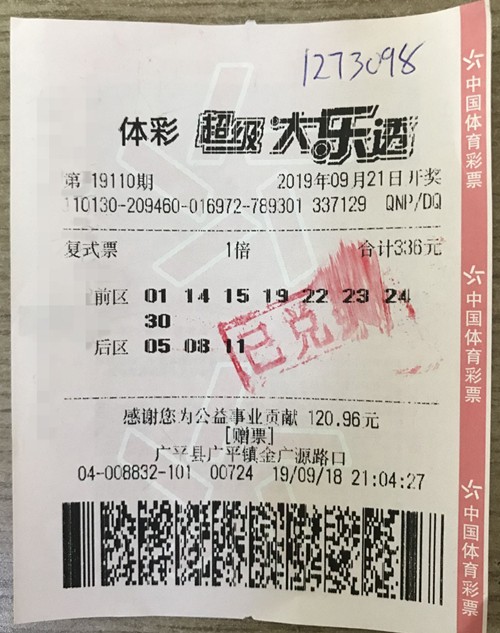 1273098
体彩 超级大乐透
第 19110期 2019年09月21日 开奖
110130-209460-016972-789301 337129 QNP/DQ
复式票 1倍 合计336元
前区 01 14 15 19 22 23 24
30
后区 05 08 11
已兑
感谢您为公益事业贡献 120.96元
[赠票]
广平县广平镇金广源路口
04-008832-101 00724 19/09/18 21:04:27
中国体育彩票
中国体育彩票
中国体育彩票